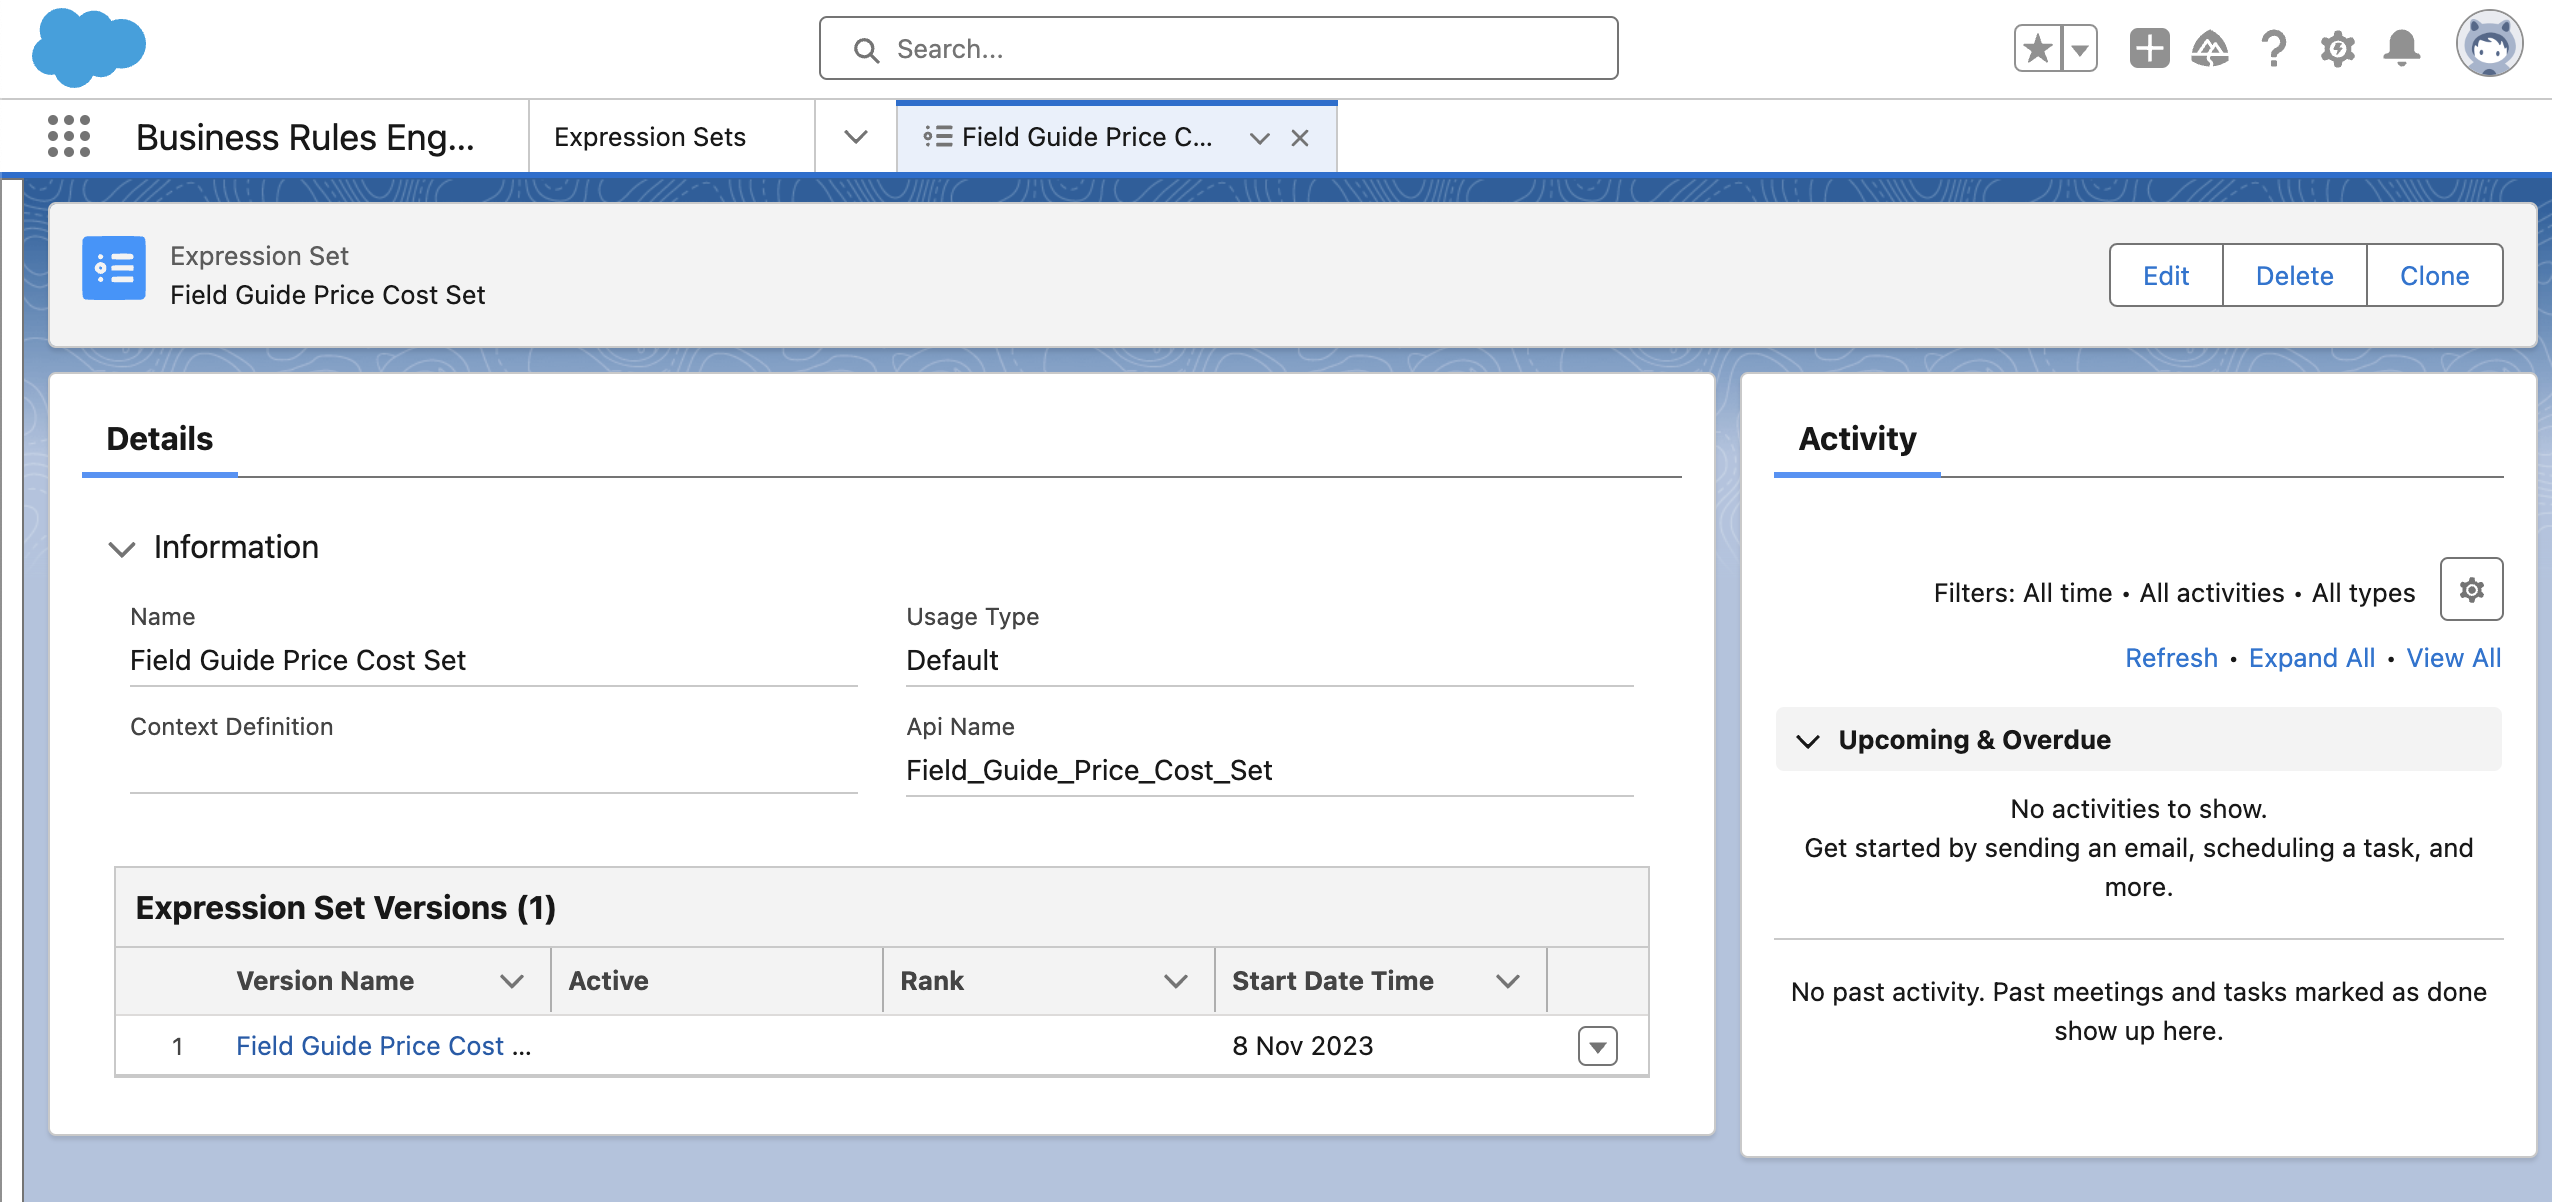 Search...
Business Rules Eng...
Expression Sets
Field Guide Price C...
Expression Set
Field Guide Price Cost Set
Edit
Delete
Clone
Details
Information
Name
Field Guide Price Cost Set
Usage Type
Default
Context Definition
Api Name
Field_Guide_Price_Cost_Set
Expression Set Versions (1)
Version Name
Active
Rank
Start Date Time
1
Field Guide Price Cost ...
8 Nov 2023
Activity
Filters: All time • All activities • All types
Refresh • Expand All • View All
Upcoming & Overdue
No activities to show.
Get started by sending an email, scheduling a task, and
more.
No past activity. Past meetings and tasks marked as done
show up here.